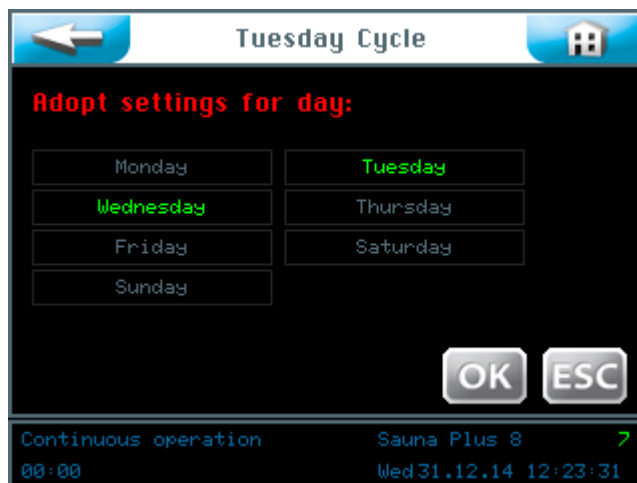 Tuesday Cycle
Adopt settings for day:
Monday Tuesday
Wednesday Thursday
Friday Saturday
Sunday
OK ESC
Continuous operation Sauna Plus 8 7
00:00 Wed 31.12.14 12:23:31